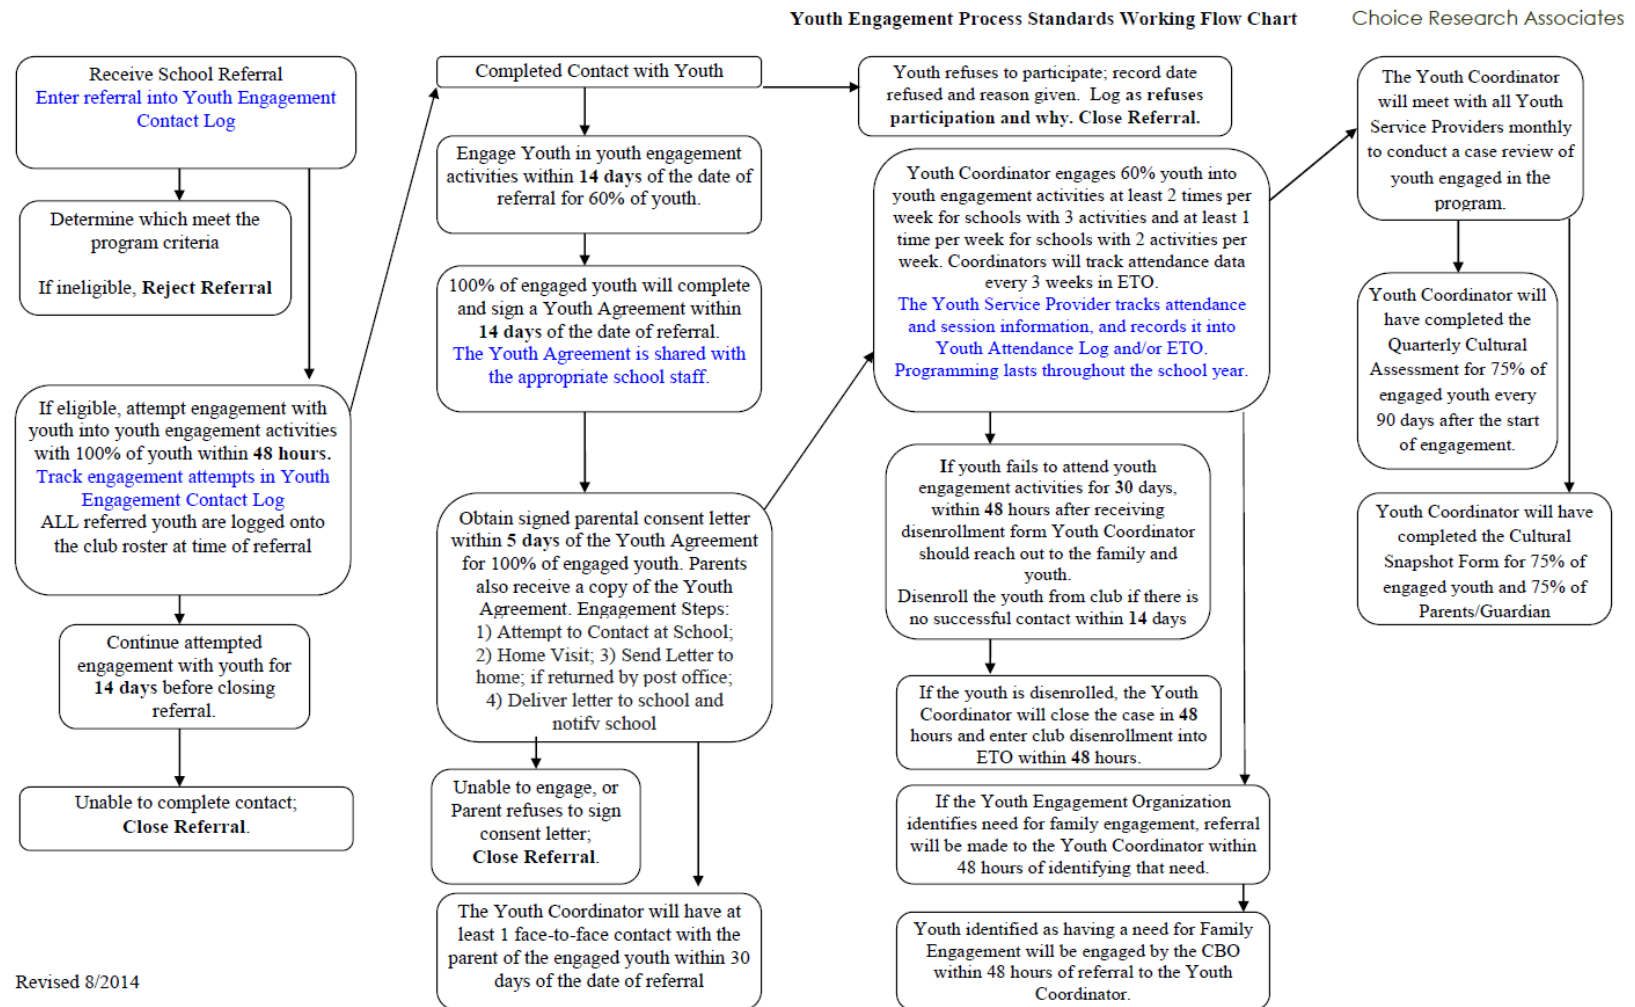 Youth Engagement Process Standards Working Flow Chart
Choice Research Associates
Receive School Referral
Enter referral into Youth Engagement
Contact Log
Determine which meet the
program criteria
If ineligible, Reject Referral
If eligible, attempt engagement with
youth into youth engagement activities
with 100% of youth within 48 hours.
Track engagement attempts in Youth
Engagement Contact Log
ALL referred youth are logged onto
the club roster at time of referral
Continue attempted
engagement with youth for
14 days before closing
referral.
Unable to complete contact;
Close Referral.
Revised 8/2014
Completed Contact with Youth
Engage Youth in youth engagement
activities within 14 days of the date of
referral for 60% of youth.
100% of engaged youth will complete
and sign a Youth Agreement within
14 days of the date of referral.
The Youth Agreement is shared with
the appropriate school staff.
Obtain signed parental consent letter
within 5 days of the Youth Agreement
for 100% of engaged youth. Parents
also receive a copy of the Youth
Agreement. Engagement Steps:
1) Attempt to Contact at School;
2) Home Visit; 3) Send Letter to
home; if returned by post office;
4) Deliver letter to school and
notify school
Unable to engage, or
Parent refuses to sign
consent letter;
Close Referral.
The Youth Coordinator will have at
least 1 face-to-face contact with the
parent of the engaged youth within 30
days of the date of referral
Youth refuses to participate; record date
refused and reason given. Log as refuses
participation and why. Close Referral.
Youth Coordinator engages 60% youth into
youth engagement activities at least 2 times per
week for schools with 3 activities and at least 1
time per week for schools with 2 activities per
week. Coordinators will track attendance data
every 3 weeks in ETO.
The Youth Service Provider tracks attendance
and session information, and records it into
Youth Attendance Log and/or ETO.
Programming lasts throughout the school year.
If youth fails to attend youth
engagement activities for 30 days,
within 48 hours after receiving
disenrollment form Youth Coordinator
should reach out to the family and
youth.
Disenroll the youth from club if there is
no successful contact within 14 days
If the youth is disenrolled, the Youth
Coordinator will close the case in 48
hours and enter club disenrollment into
ETO within 48 hours.
If the Youth Engagement Organization
identifies need for family engagement, referral
will be made to the Youth Coordinator within
48 hours of identifying that need.
Youth identified as having a need for Family
Engagement will be engaged by the CBO
within 48 hours of referral to the Youth
Coordinator.
The Youth Coordinator
will meet with all Youth
Service Providers monthly
to conduct a case review of
youth engaged in the
program.
Youth Coordinator will
have completed the
Quarterly Cultural
Assessment for 75% of
engaged youth every
90 days after the start
of engagement.
Youth Coordinator will have
completed the Cultural
Snapshot Form for 75% of
engaged youth and 75% of
Parents/Guardian